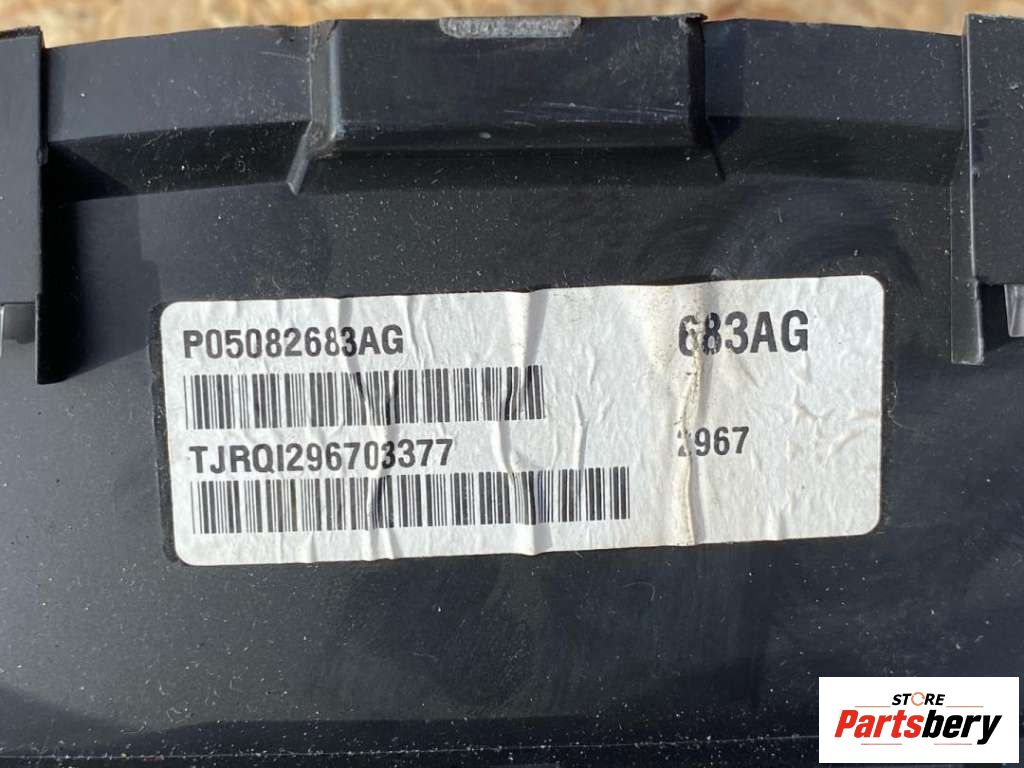 P05082683AG
683AG
TJRQI296703377
2967
STORE
Partsbery